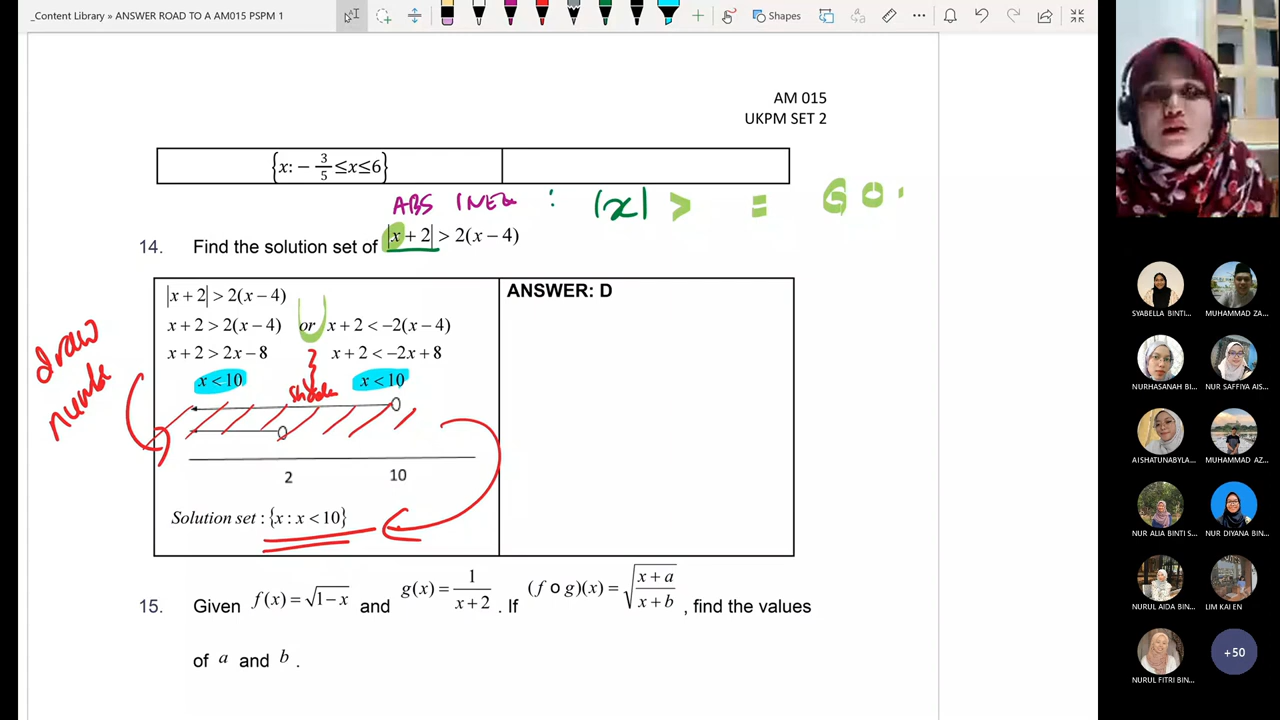 _Content Library » ANSWER ROAD TO A AM015 PSPM 1
Shapes
AM 015
UKPM SET 2
{x: − 3/5 ≤x≤6}
ABS INEQ : |x| > = GO.
14. Find the solution set of |x + 2| > 2(x − 4)
|x + 2| > 2(x − 4)
x + 2 > 2(x − 4) or x + 2 < −2(x − 4)
x + 2 > 2x − 8 x + 2 < −2x + 8
x < 10 x < 10
shade
draw
numbe
2 10
Solution set : {x : x < 10}
ANSWER: D
15. Given f(x) = √(1 − x) and g(x) = 1/(x + 2) . If (f o g)(x) = √((x + a)/(x + b)) , find the values
of a and b .
SYABELLA BINTI...
MUHAMMAD ZA...
NURHASANAH BI...
NUR SAFFIYA AIS...
AISHATUNABYLA...
MUHAMMAD AZ...
NUR ALIA BINTI S...
NUR DIYANA BIN...
NURUL AIDA BIN...
LIM KAI EN
NURUL FITRI BIN...
+50